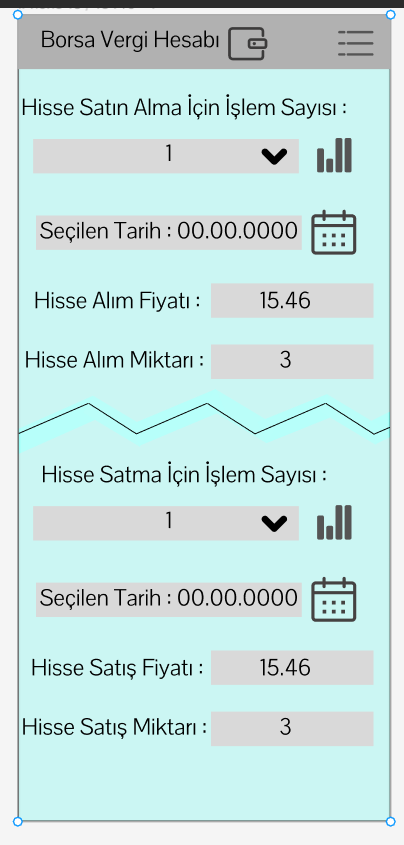 Borsa Vergi Hesabı
Hisse Satın Alma İçin İşlem Sayısı :
1
Seçilen Tarih : 00.00.0000
Hisse Alım Fiyatı : 15.46
Hisse Alım Miktarı : 3
Hisse Satma İçin İşlem Sayısı :
1
Seçilen Tarih : 00.00.0000
Hisse Satış Fiyatı : 15.46
Hisse Satış Miktarı : 3